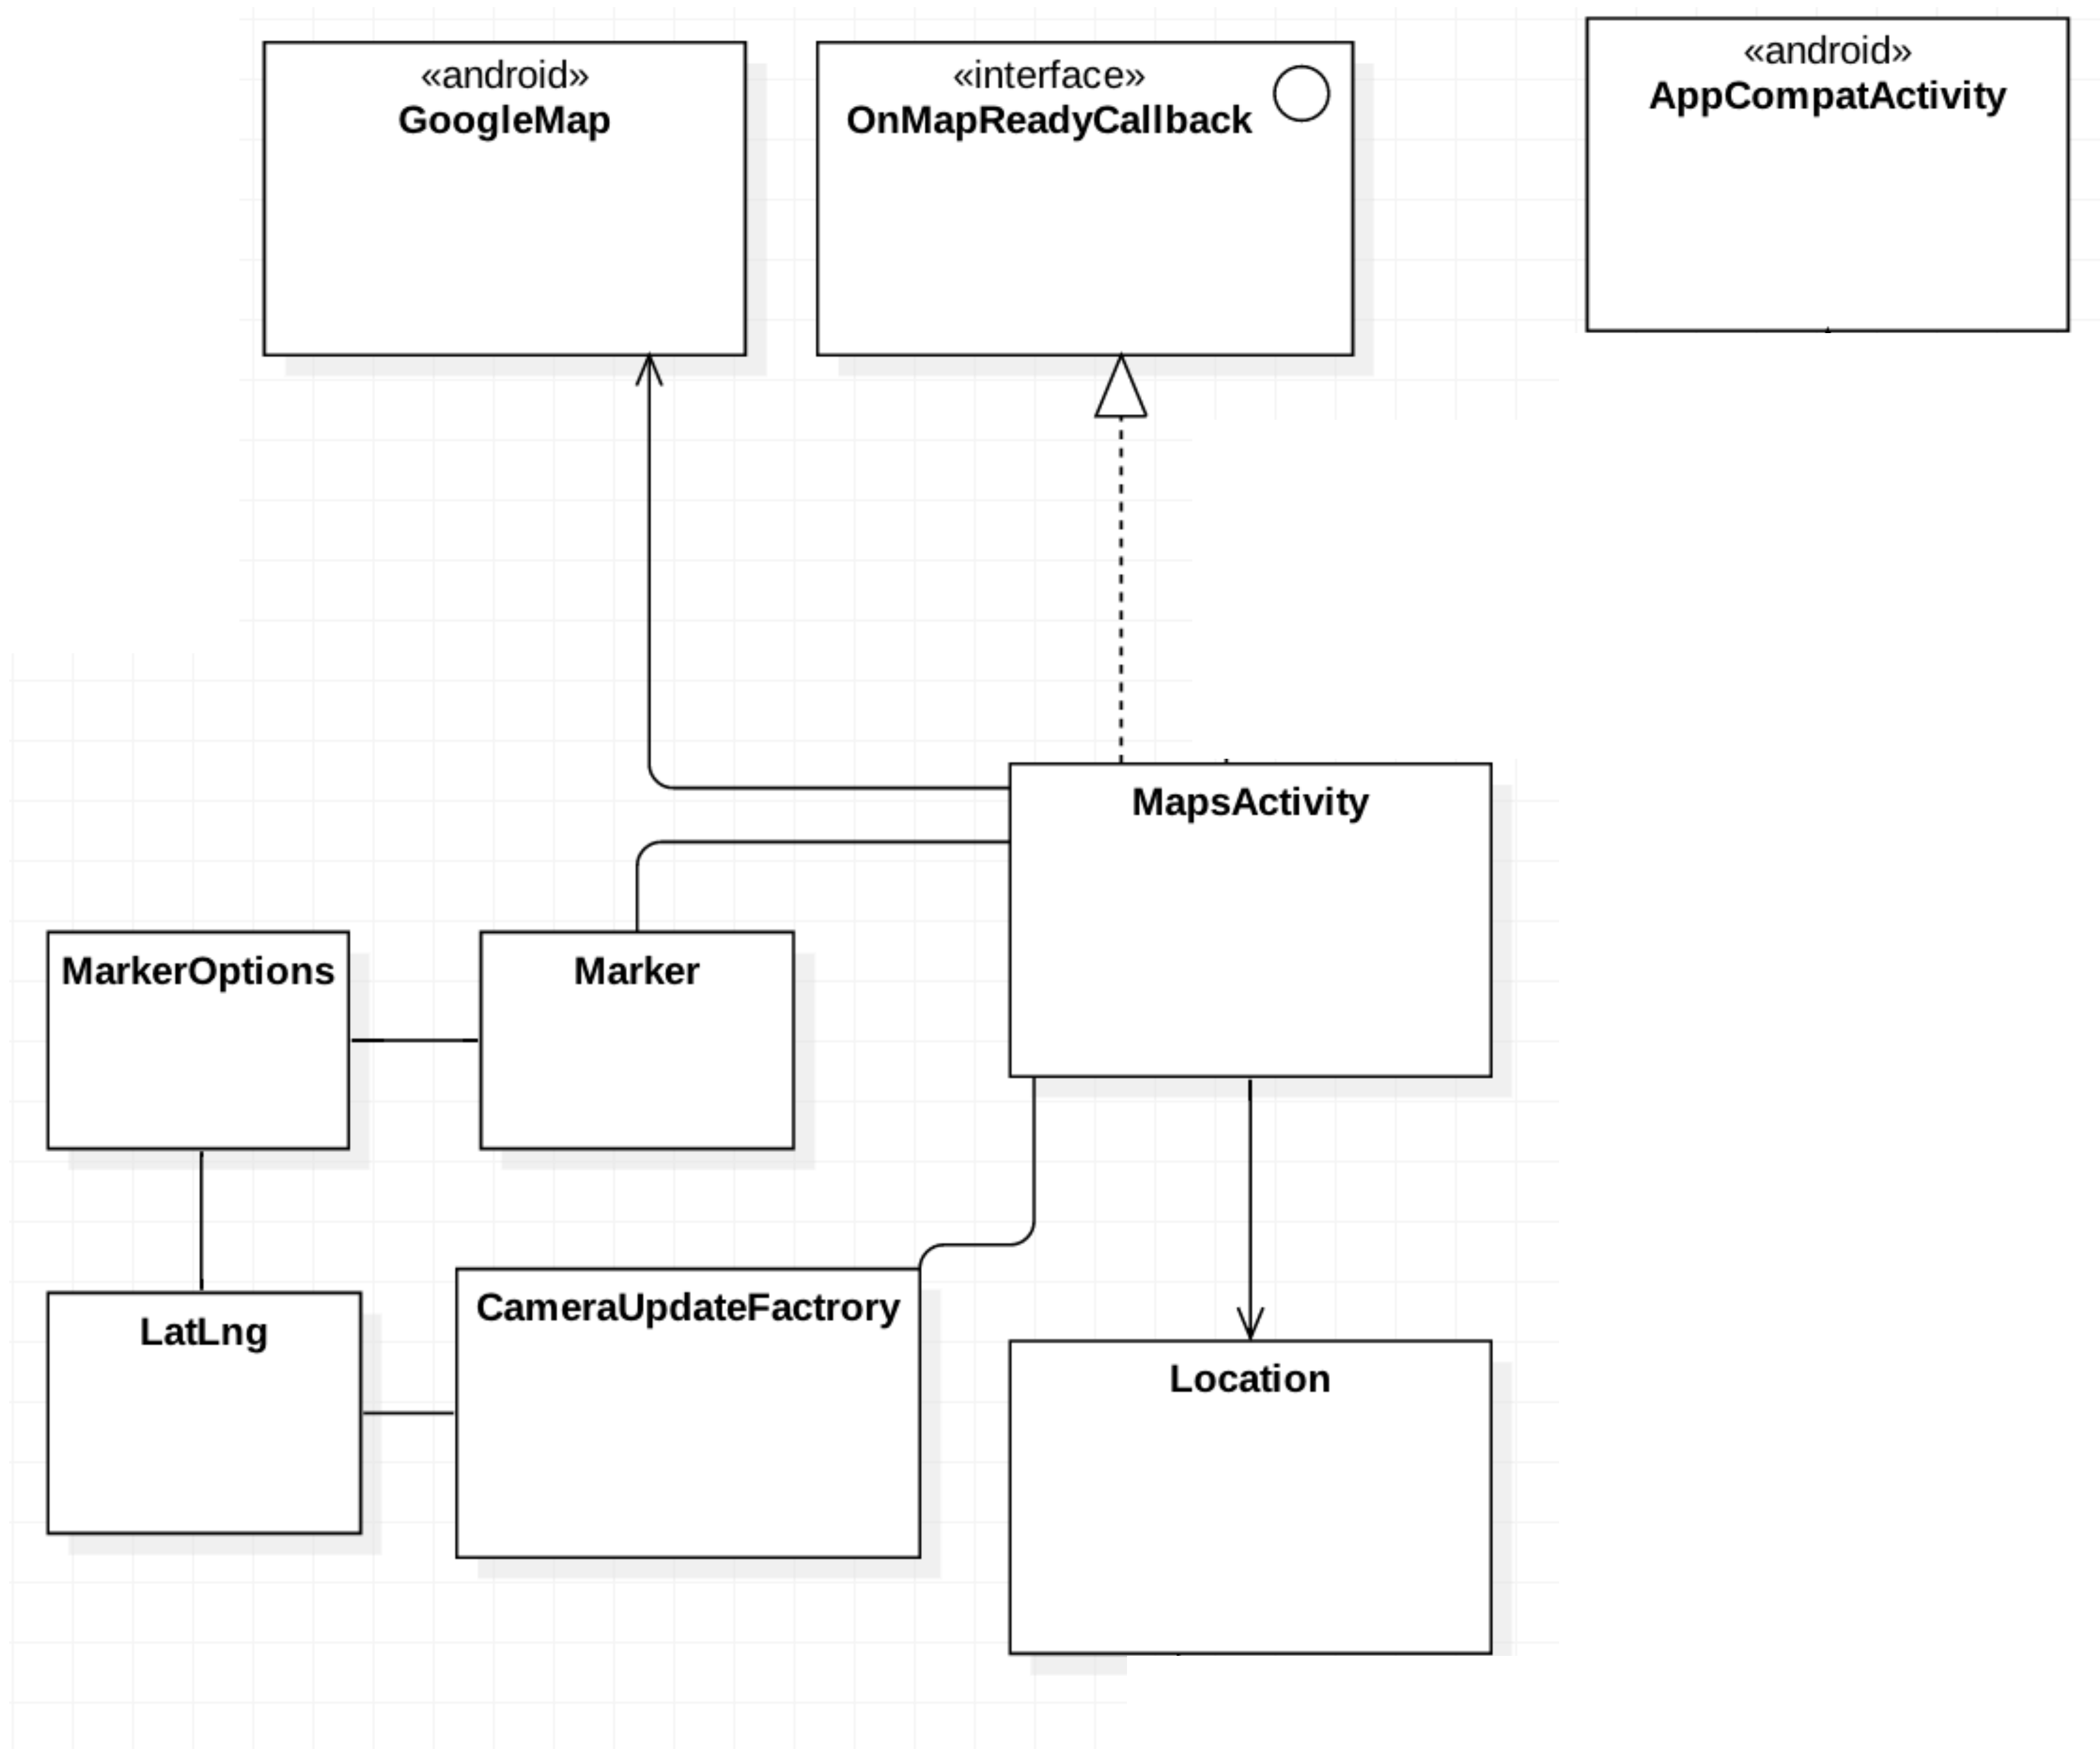 «android»
GoogleMap
«interface»
OnMapReadyCallback
«android»
AppCompatActivity
MapsActivity
MarkerOptions
Marker
LatLng
CameraUpdateFactrory
Location